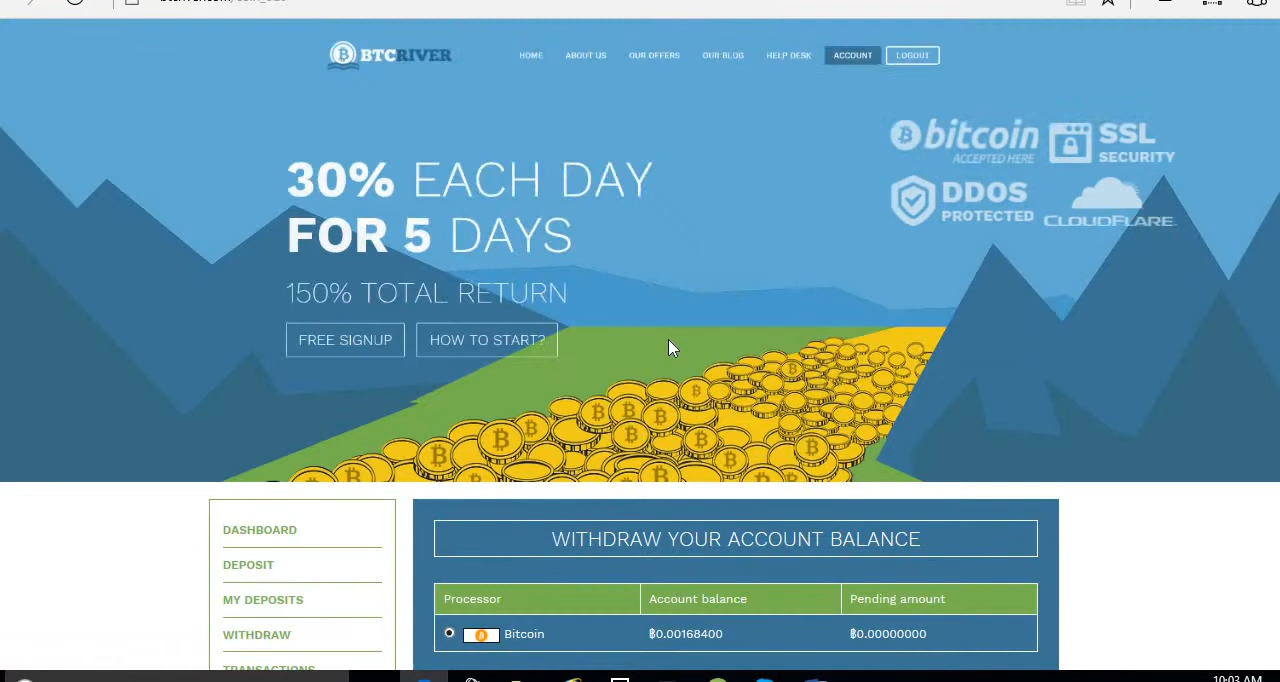 BTCRIVER
HOME
ABOUT US
OUR OFFERS
OUR BLOG
HELP DESK
ACCOUNT
LOGOUT
bitcoin
ACCEPTED HERE
SSL
SECURITY
DDOS
PROTECTED
CLOUDFLARE
30% EACH DAY
FOR 5 DAYS
150% TOTAL RETURN
FREE SIGNUP
HOW TO START?
DASHBOARD
DEPOSIT
MY DEPOSITS
WITHDRAW
TRANSACTIONS
WITHDRAW YOUR ACCOUNT BALANCE
Processor
Account balance
Pending amount
Bitcoin
฿0.00168400
฿0.00000000
10:03 AM